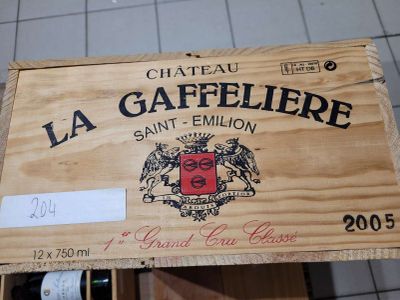 CHÂTEAU
LA GAFFELIERE
SAINT - EMILION
204
1er Grand Cru Classé
2005
12 x 750 ml